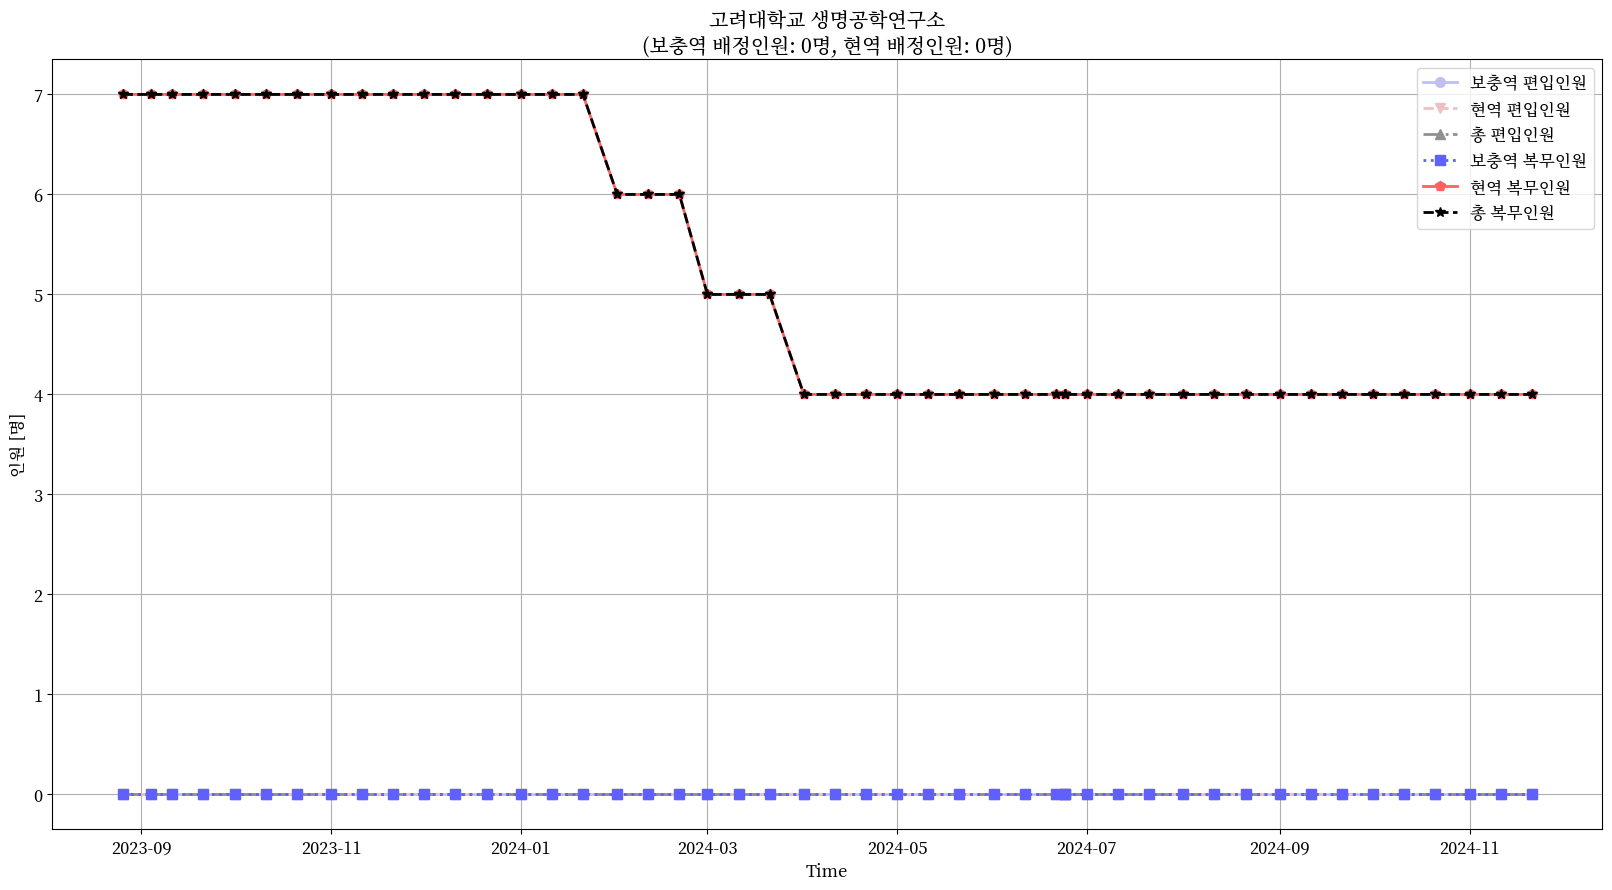 고려대학교 생명공학연구소
(보충역 배정인원: 0명, 현역 배정인원: 0명)
보충역 편입인원
현역 편입인원
총 편입인원
보충역 복무인원
현역 복무인원
총 복무인원
인원 [명]
7
6
5
4
3
2
1
0
2023-09
2023-11
2024-01
2024-03
2024-05
2024-07
2024-09
2024-11
Time